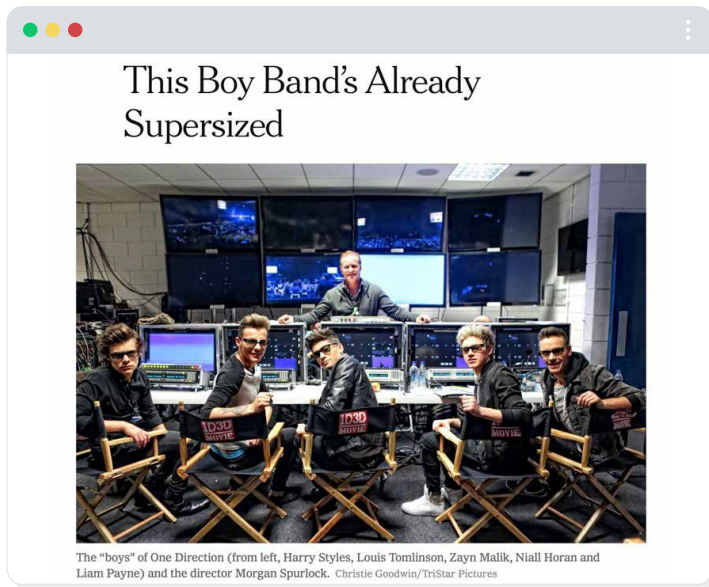 This Boy Band’s Already
Supersized
1D3D
MOVIE
1D3D
MOVIE
MOVIE
The “boys” of One Direction (from left, Harry Styles, Louis Tomlinson, Zayn Malik, Niall Horan and
Liam Payne) and the director Morgan Spurlock. Christie Goodwin/TriStar Pictures